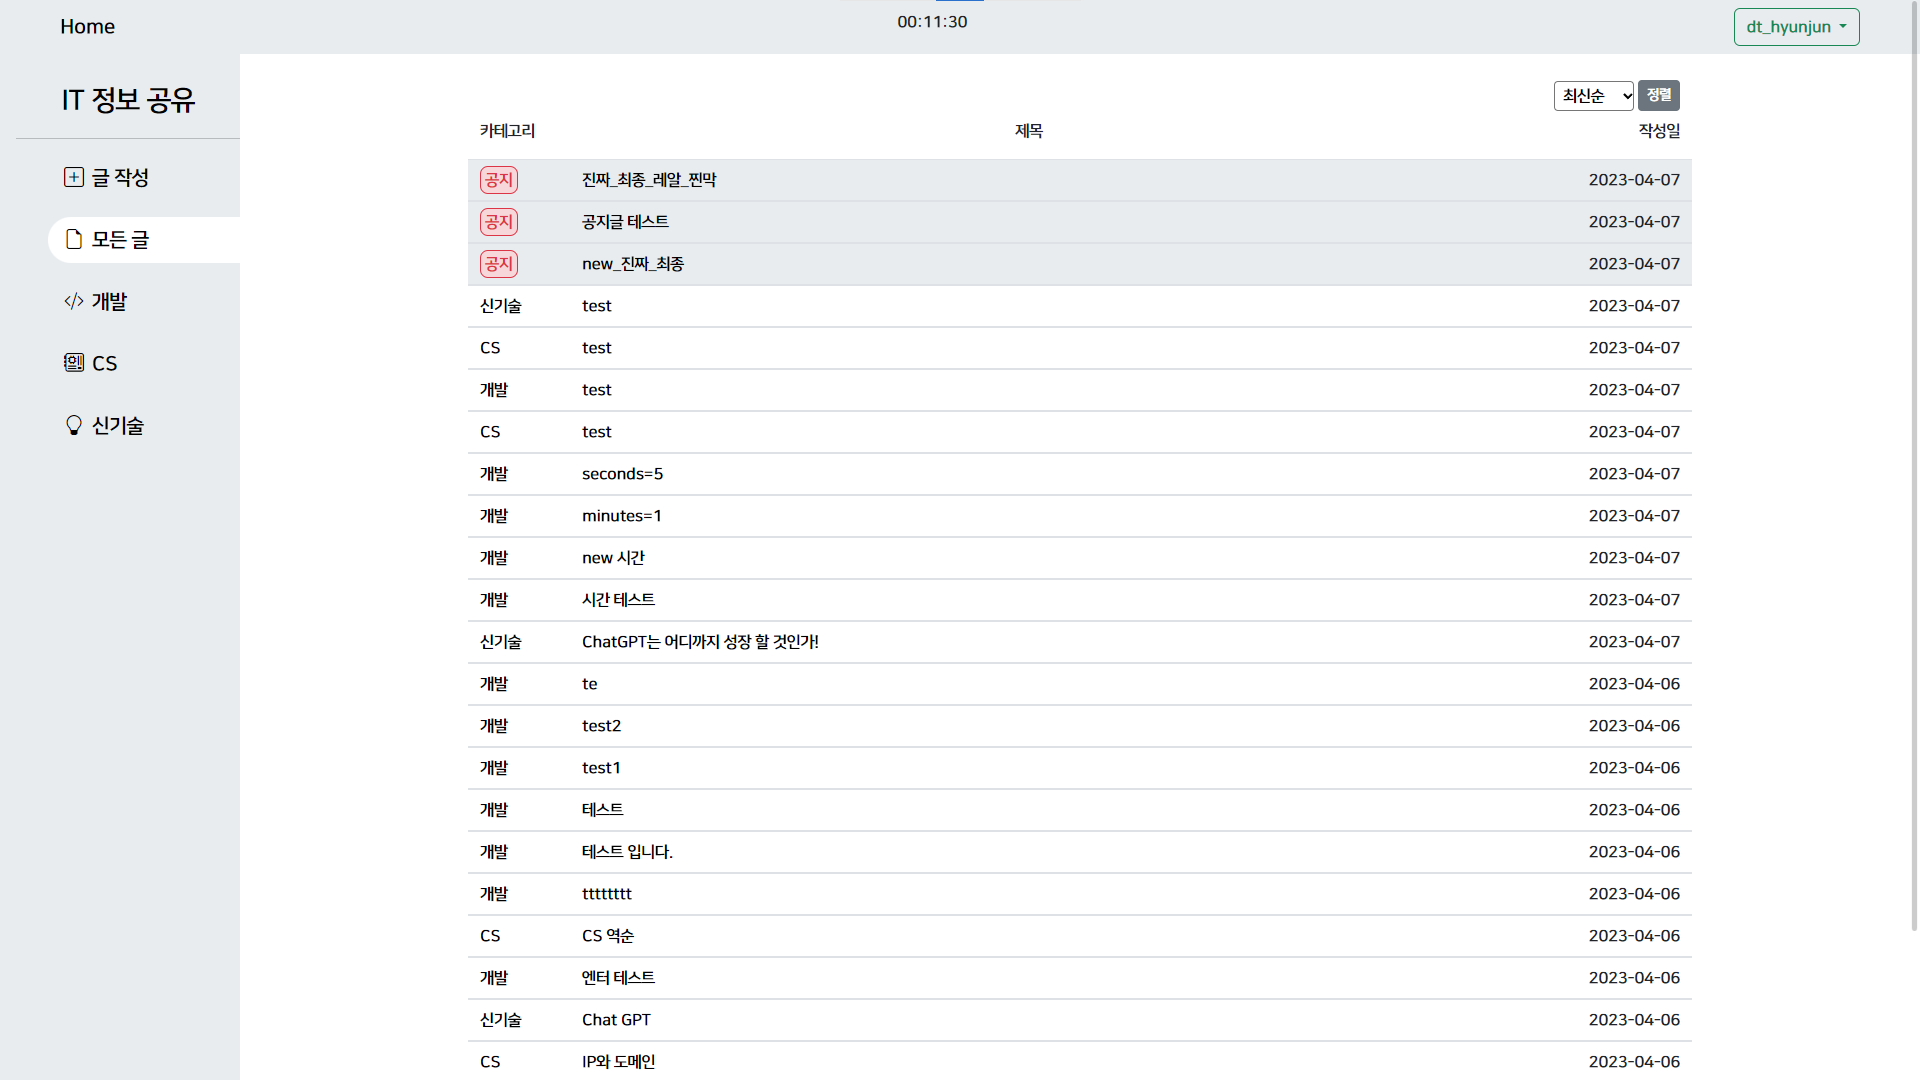 Home
00:11:30
dt_hyunjun
IT 정보 공유
글 작성
모든 글
개발
CS
신기술
최신순 정렬
카테고리 제목 작성일
공지 진짜_최종_레알_찐막 2023-04-07
공지 공지글 테스트 2023-04-07
공지 new_진짜_최종 2023-04-07
신기술 test 2023-04-07
CS test 2023-04-07
개발 test 2023-04-07
CS test 2023-04-07
개발 seconds=5 2023-04-07
개발 minutes=1 2023-04-07
개발 new 시간 2023-04-07
개발 시간 테스트 2023-04-07
신기술 ChatGPT는 어디까지 성장 할 것인가! 2023-04-07
개발 te 2023-04-06
개발 test2 2023-04-06
개발 test1 2023-04-06
개발 테스트 2023-04-06
개발 테스트 입니다. 2023-04-06
개발 tttttttt 2023-04-06
CS CS 역순 2023-04-06
개발 엔터 테스트 2023-04-06
신기술 Chat GPT 2023-04-06
CS IP와 도메인 2023-04-06